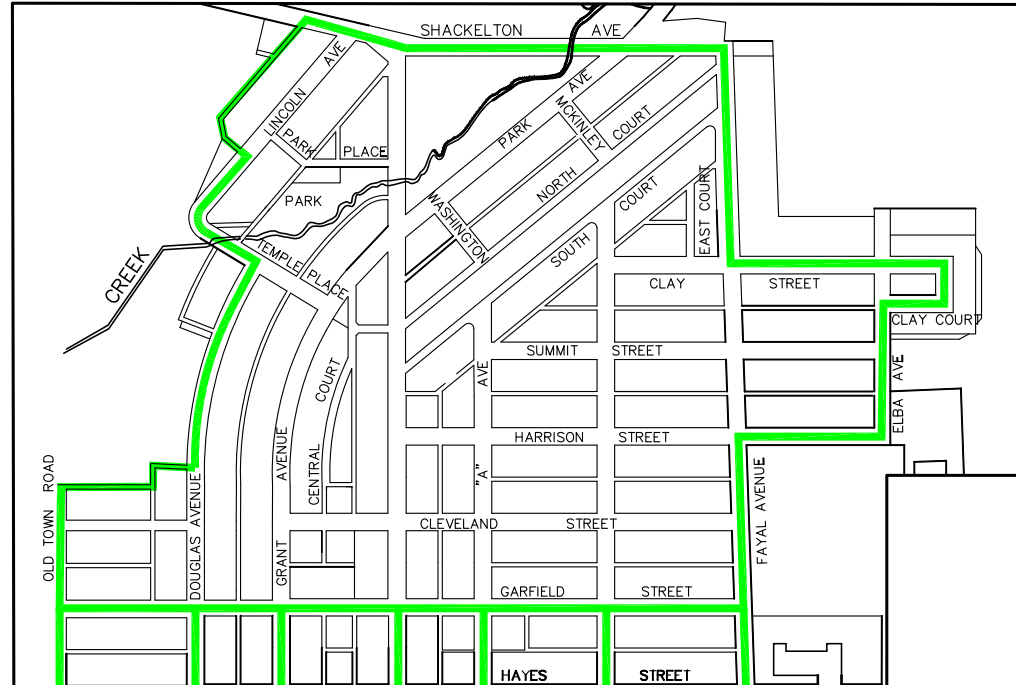 SHACKELTON AVE
LINCOLN AVE
PARK PLACE
PARK
PARK AVE
MCKINLEY
NORTH COURT
WASHINGTON
SOUTH COURT
EAST COURT
CREEK
TEMPLE PLACE
CLAY STREET
CLAY COURT
SUMMIT STREET
AVE
"A"
ELBA AVE
COURT
CENTRAL
HARRISON STREET
AVENUE
GRANT
OLD TOWN ROAD
DOUGLAS AVENUE
FAYAL AVENUE
CLEVELAND STREET
GARFIELD STREET
HAYES STREET